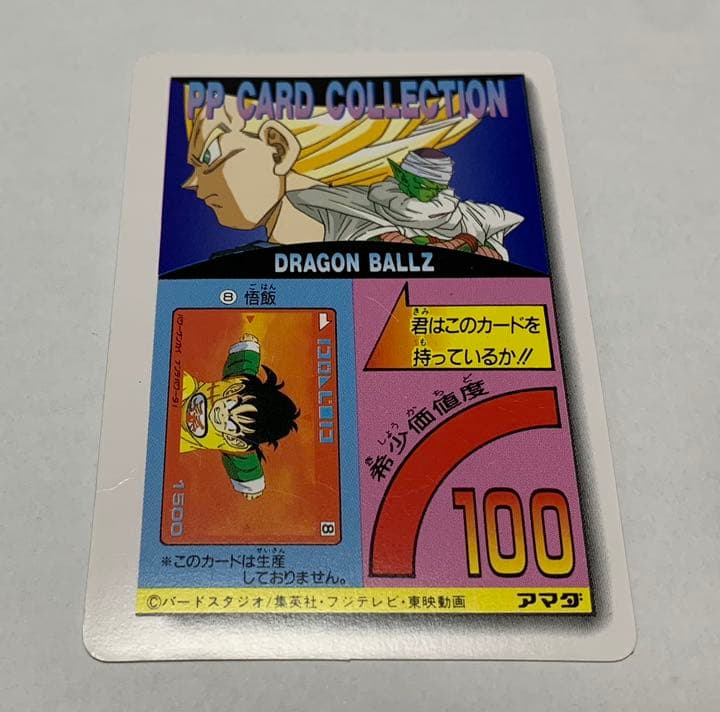 PP CARD COLLECTION
DRAGON BALLZ
⑧ 悟飯
ごはん
1500
8
※このカードは生産
せいさん
しておりません。
きみ
君はこのカードを
も
持っているか!!
きしょうかちど
希少価値度
100
©バードスタジオ/集英社・フジテレビ・東映動画
アマダ